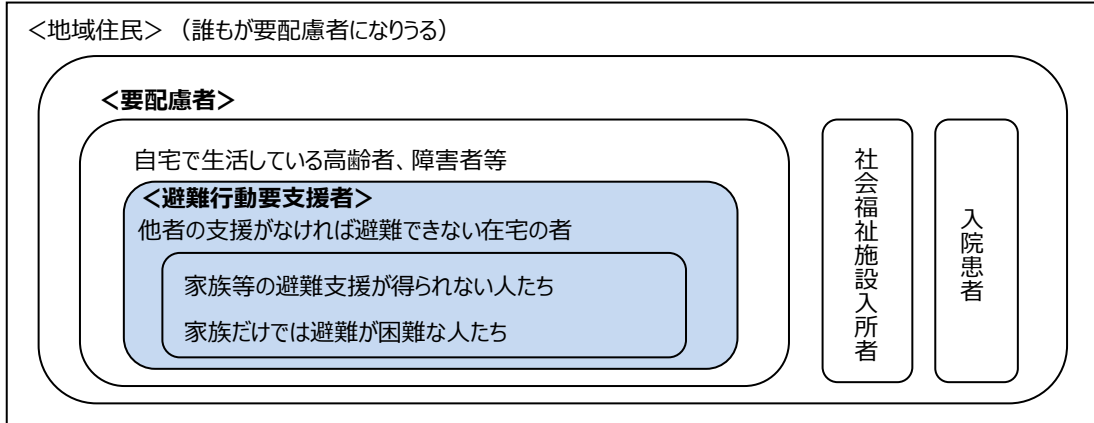 ＜地域住民＞（誰もが要配慮者になりうる）
＜要配慮者＞
自宅で生活している高齢者、障害者等
＜避難行動要支援者＞
他者の支援がなければ避難できない在宅の者
家族等の避難支援が得られない人たち
家族だけでは避難が困難な人たち
社会福祉施設入所者
入院患者